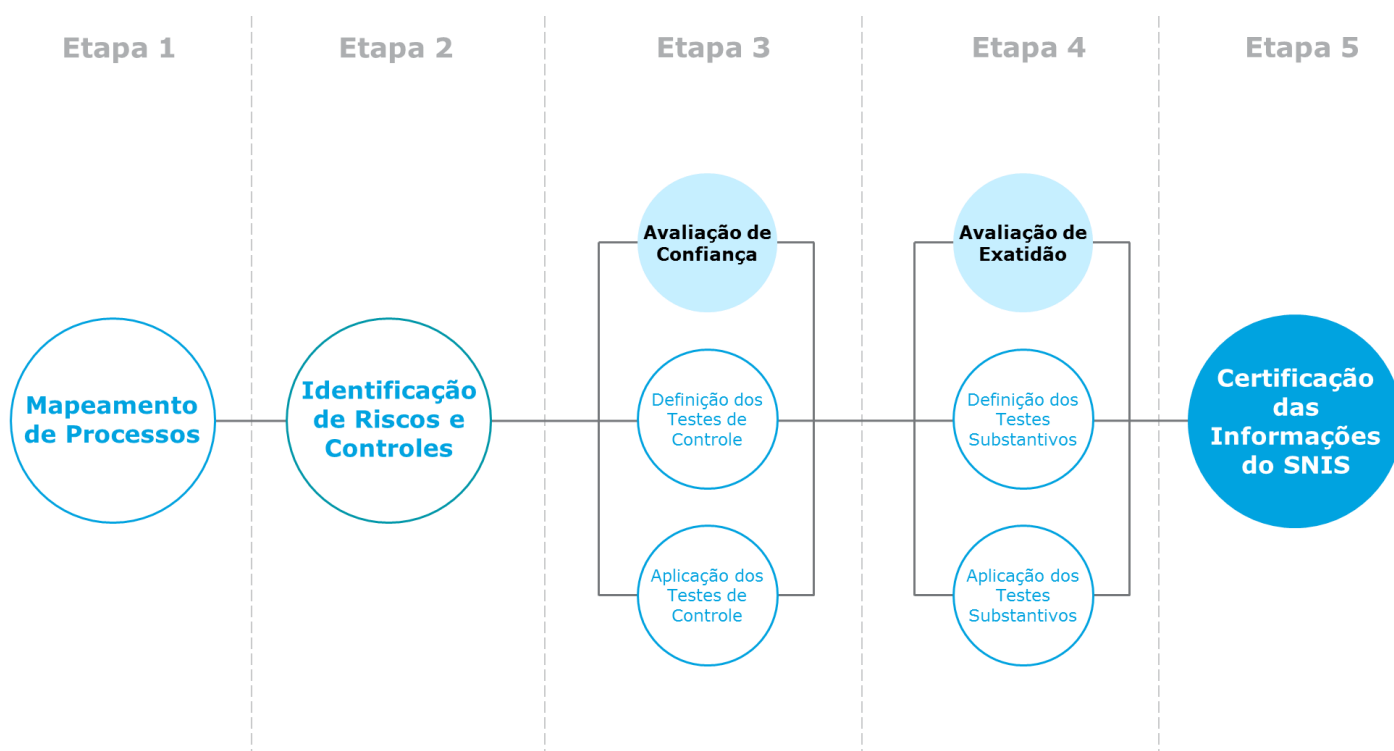 Etapa 1
Etapa 2
Etapa 3
Etapa 4
Etapa 5
Mapeamento
de Processos
Identificação
de Riscos e
Controles
Avaliação de
Confiança
Definição dos
Testes de
Controle
Aplicação dos
Testes de
Controle
Avaliação de
Exatidão
Definição dos
Testes
Substantivos
Aplicação dos
Testes
Substantivos
Certificação
das
Informações
do SNIS